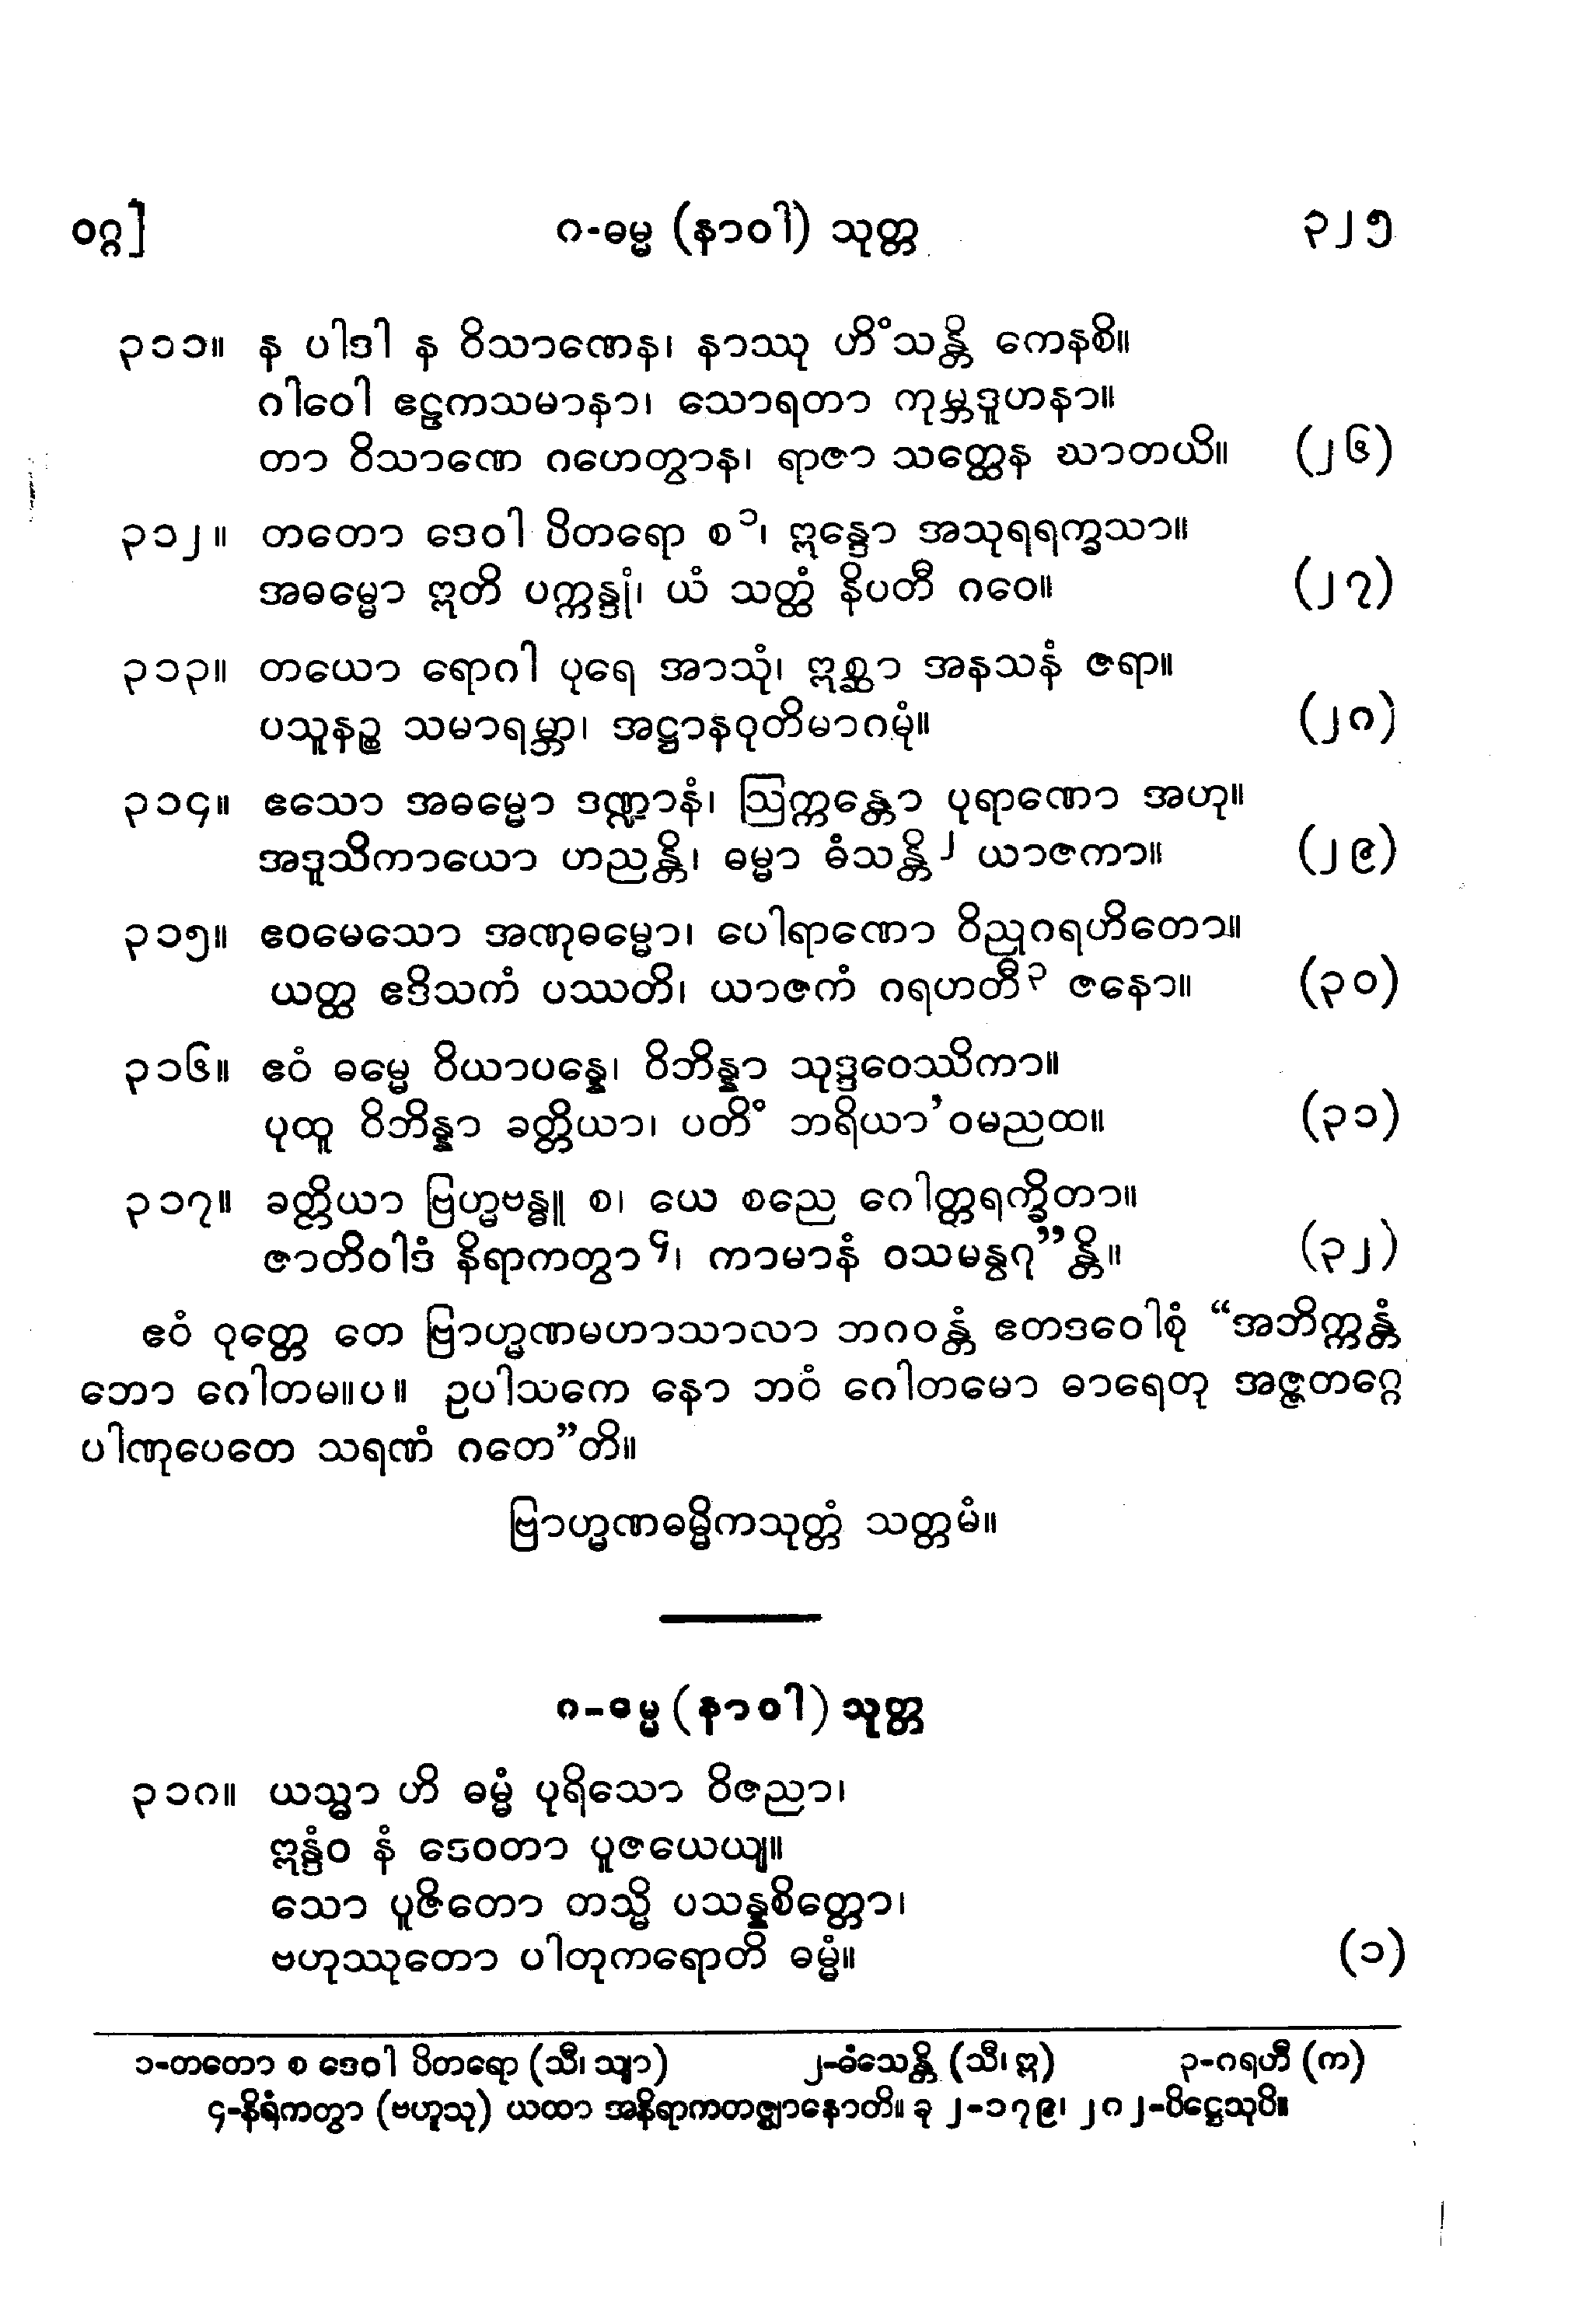 ဝဂ္ဂ] ၈-ဓမ္မ (နာဝါ) သုတ္တ ၃၂၅
၃၁၁။ န ပါဒါ န ဝိသာဏေန၊ နာဿု ဟိံသန္တိ ကေနစိ။
ဂါဝေါ ဧဠကသမာနာ၊ သောရတာ ကုမ္ဘဒူဟနာ။
တာ ဝိသာဏေ ဂဟေတွာန၊ ရာဇာ သတ္ထေန ဃာတယိ။ (၂၆)
၃၁၂။ တတော ဒေဝါ ပိတရော စ ၁၊ ဣန္ဒော အသုရရက္ခသာ။
အဓမ္မော ဣတိ ပက္ကန္ဒုံ၊ ယံ သတ္ထံ နိပတီ ဂဝေ။ (၂၇)
၃၁၃။ တယော ရောဂါ ပုရေ အာသုံ၊ ဣစ္ဆာ အနသနံ ဇရာ။
ပသူနဉ္စ သမာရမ္ဘာ၊ အဋ္ဌာနဝုတိမာဂမုံ။ (၂၈)
၃၁၄။ ဧသော အဓမ္မော ဒဏ္ဍာနံ၊ ဩက္ကန္တော ပုရာဏော အဟု။
အဒူသိကာယော ဟညန္တိ၊ ဓမ္မာ ဓံသန္တိ ၂ ယာဇကာ။ (၂၉)
၃၁၅။ ဧဝမေသော အဏုဓမ္မော၊ ပေါရာဏော ဝိညုဂရဟိတော။
ယတ္ထ ဧဒိသကံ ပဿတိ၊ ယာဇကံ ဂရဟတီ ၃ ဇနော။ (၃၀)
၃၁၆။ ဧဝံ ဓမ္မေ ဝိယာပန္နေ၊ ဝိဘိန္နာ သုဒ္ဒဝေဿိကာ။
ပုထူ ဝိဘိန္နာ ခတ္တိယာ၊ ပတိံ ဘရိယာ’ဝမညထ။ (၃၁)
၃၁၇။ ခတ္တိယာ ဗြဟ္မဗန္ဓူ စ၊ ယေ စညေ ဂေါတ္တရက္ခိတာ။
ဇာတိဝါဒံ နိရာကတွာ ၄၊ ကာမာနံ ဝသမန္ဝဂု”န္တိ။ (၃၂)
ဧဝံ ဝုတ္တေ တေ ဗြာဟ္မဏမဟာသာလာ ဘဂဝန္တံ ဧတဒဝေါစုံ “အဘိက္ကန္တံ
ဘော ဂေါတမ။ပ။ ဥပါသကေ နော ဘဝံ ဂေါတမော ဓာရေတု အဇ္ဇတဂ္ဂေ
ပါဏုပေတေ သရဏံ ဂတေ”တိ။
ဗြာဟ္မဏဓမ္မိကသုတ္တံ သတ္တမံ။
၈-ဓမ္မ (နာဝါ) သုတ္တ
၃၁၈။ ယသ္မာ ဟိ ဓမ္မံ ပုရိသော ဝိဇညာ၊
ဣန္ဒံဝ နံ ဒေဝတာ ပူဇယေယျ။
သော ပူဇိတော တသ္မိ ပသန္နစိတ္တော၊
ဗဟုဿုတော ပါတုကရောတိ ဓမ္မံ။ (၁)
၁-တတော စ ဒေဝါ ပိတရော (သီ၊ သျာ) ၂-ဓံသေန္တိ (သီ၊ ဣ) ၃-ဂရဟီ (က)
၄-နိရံကတွာ (ဗဟူသု) ယထာ အနိရာကတဇ္ဈာနောတိ။ ခု ၂-၁၇၉၊ ၂၈၂-ပိဋ္ဌေသုပိ။